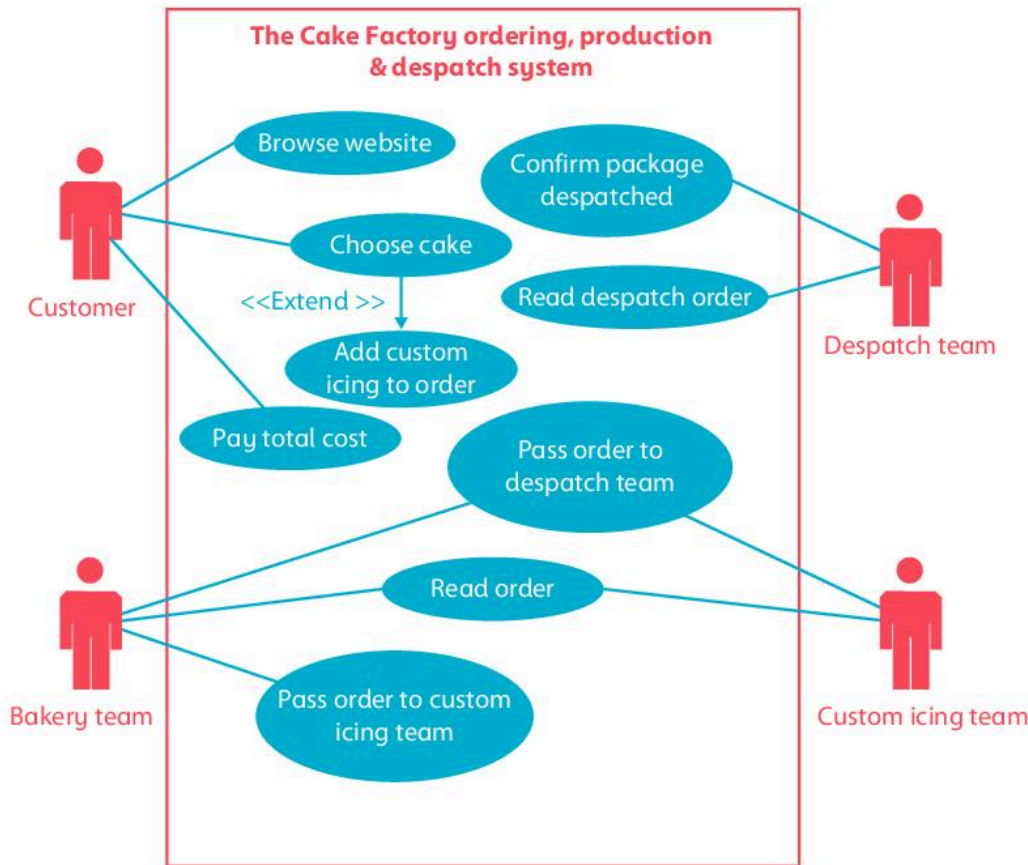 The Cake Factory ordering, production
& despatch system
Browse website
Confirm package
despatched
Choose cake
Customer
<<Extend >>
Read despatch order
Despatch team
Add custom
icing to order
Pay total cost
Pass order to
despatch team
Read order
Pass order to custom
icing team
Bakery team
Custom icing team